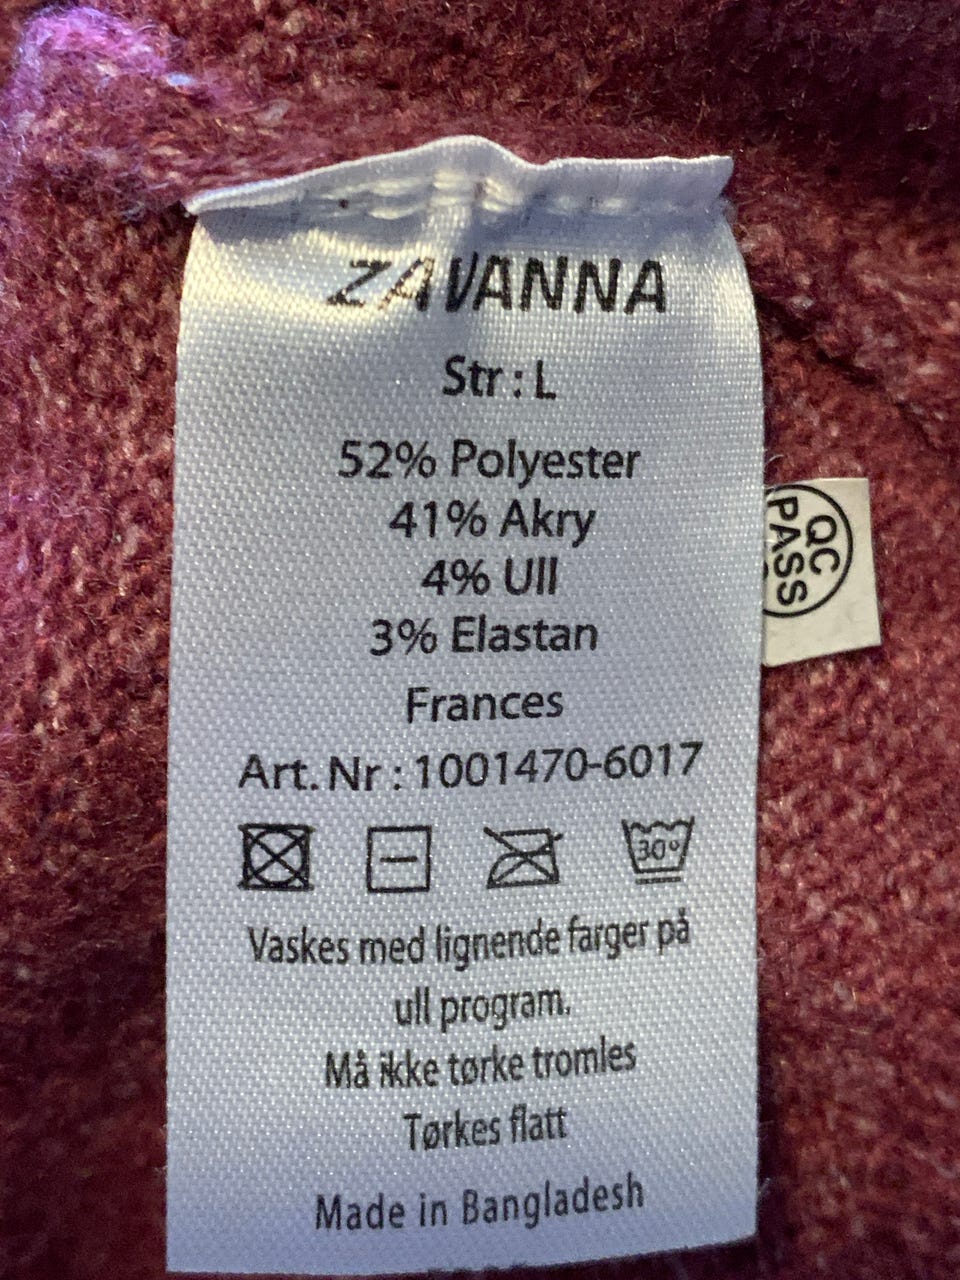 ZAVANNA
Str : L
52% Polyester
41% Akry
4% Ull
3% Elastan
Frances
Art. Nr : 1001470-6017
30°
Vaskes med lignende farger på
ull program.
Må ikke tørke tromles
Tørkes flatt
Made in Bangladesh
QC
PASS